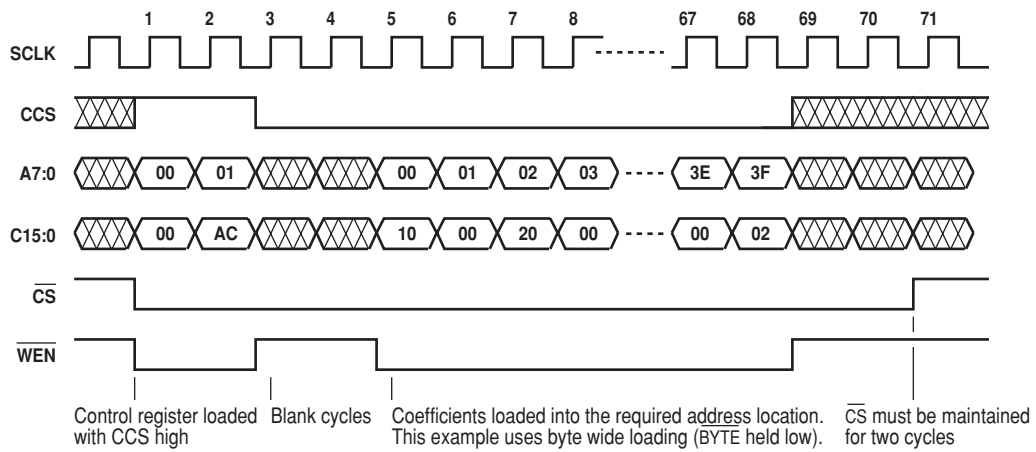 1 2 3 4 5 6 7 8 67 68 69 70 71
SCLK
CCS
A7:0 00 01 00 01 02 03 3E 3F
C15:0 00 AC 10 00 20 00 00 02
CS
WEN
Control register loaded
with CCS high
Blank cycles
Coefficients loaded into the required address location.
This example uses byte wide loading (BYTE held low).
CS must be maintained
for two cycles